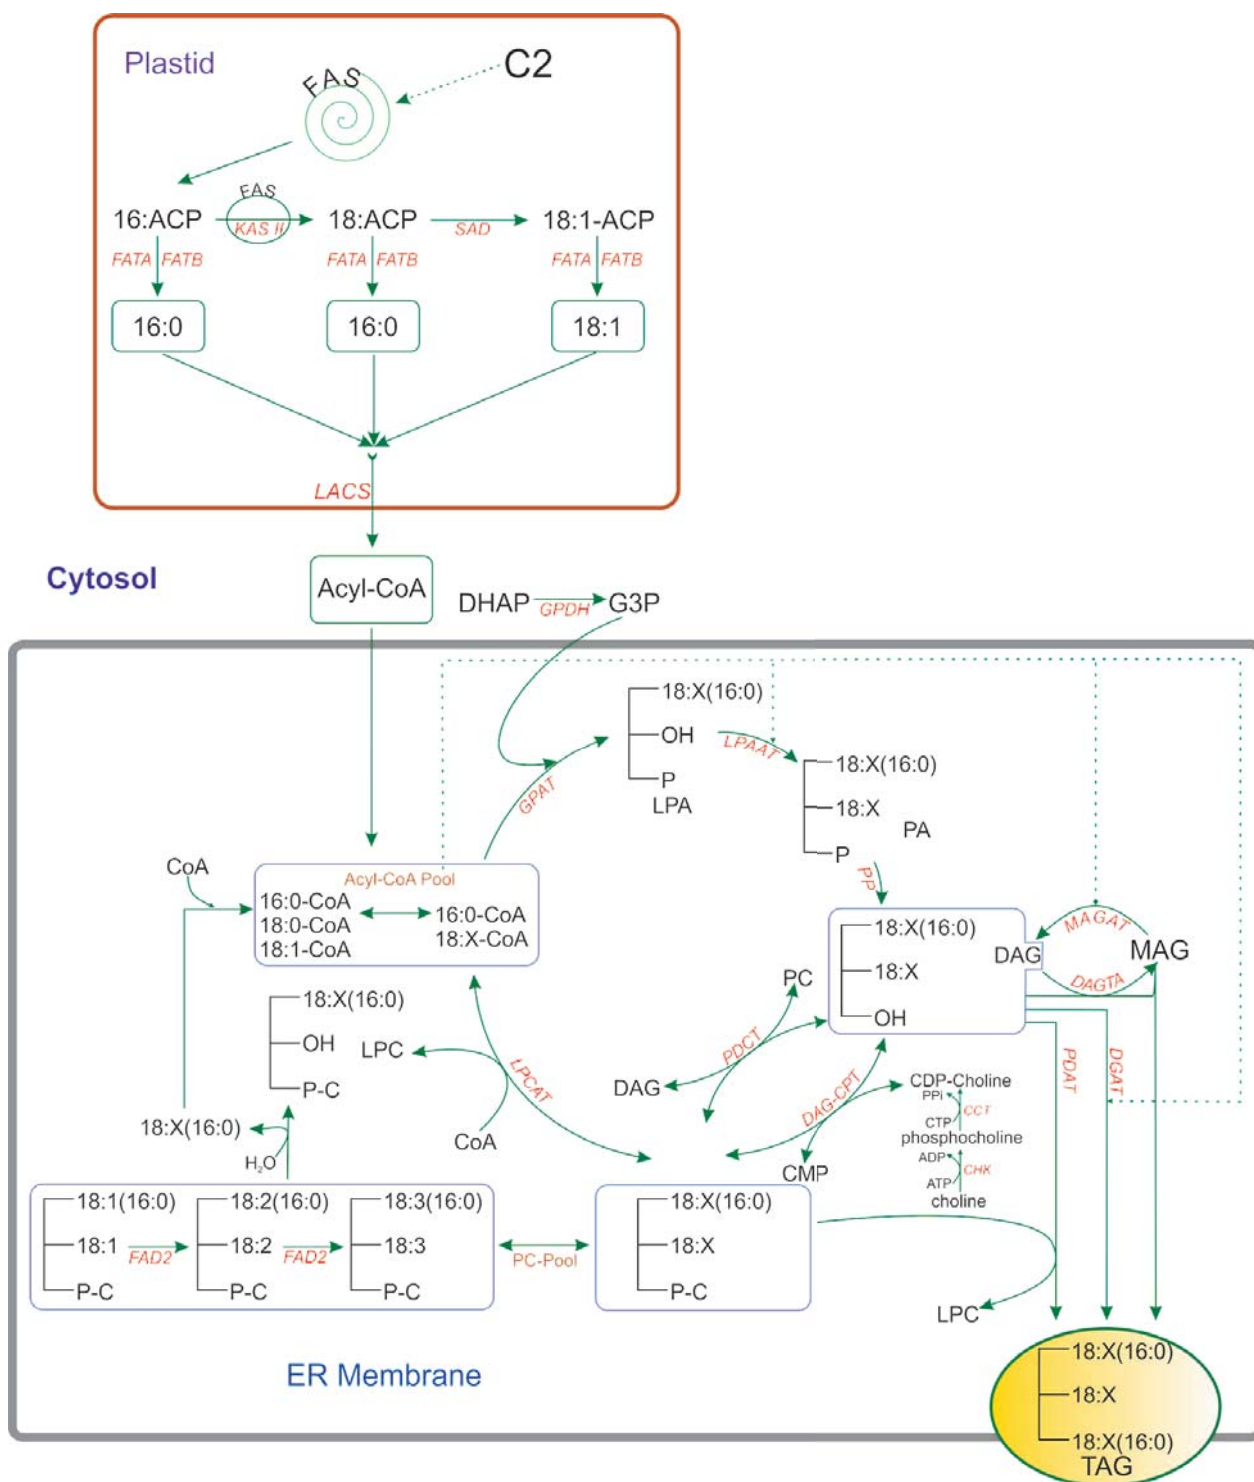 Plastid
C2
FAS
16:ACP
FAS
KAS II
18:ACP
SAD
18:1-ACP
FATA FATB
FATA FATB
FATA FATB
16:0
16:0
18:1
LACS
Cytosol
Acyl-CoA
DHAP
GPDH
G3P
18:X(16:0)
OH
P
LPA
GPAT
LPAAT
18:X(16:0)
18:X
P
PA
PP
CoA
Acyl-CoA Pool
16:0-CoA
18:0-CoA
18:1-CoA
16:0-CoA
18:X-CoA
18:X(16:0)
18:X
OH
DAG
MAGAT
MAG
DAGTA
18:X(16:0)
OH
P-C
LPC
LPCAT
CoA
PC
PDCT
DAG
DAG-CPT
CMP
CDP-Choline
PPi
CCT
CTP
phosphocholine
ADP
CHK
ATP
choline
PDAT
DGAT
18:X(16:0)
H2O
18:1(16:0)
18:1
P-C
FAD2
18:2(16:0)
18:2
P-C
FAD2
18:3(16:0)
18:3
P-C
PC-Pool
18:X(16:0)
18:X
P-C
LPC
ER Membrane
18:X(16:0)
18:X
18:X(16:0)
TAG